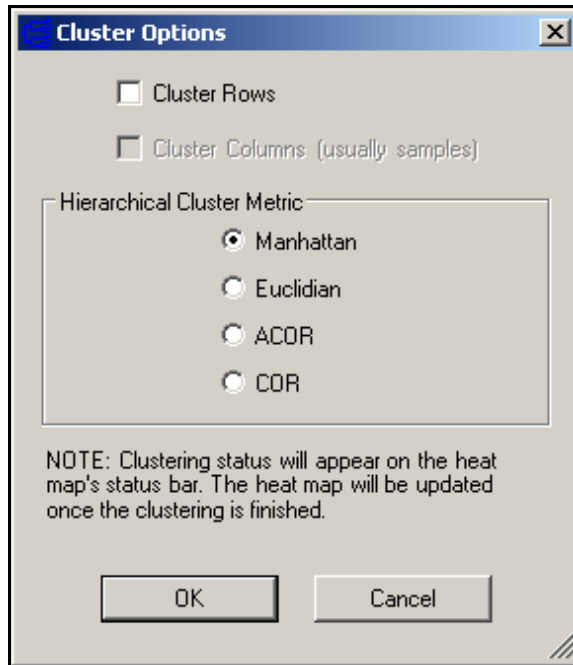 Cluster Options
Cluster Rows
Cluster Columns (usually samples)
Hierarchical Cluster Metric
Manhattan
Euclidian
ACOR
COR
NOTE: Clustering status will appear on the heat
map's status bar. The heat map will be updated
once the clustering is finished.
OK
Cancel